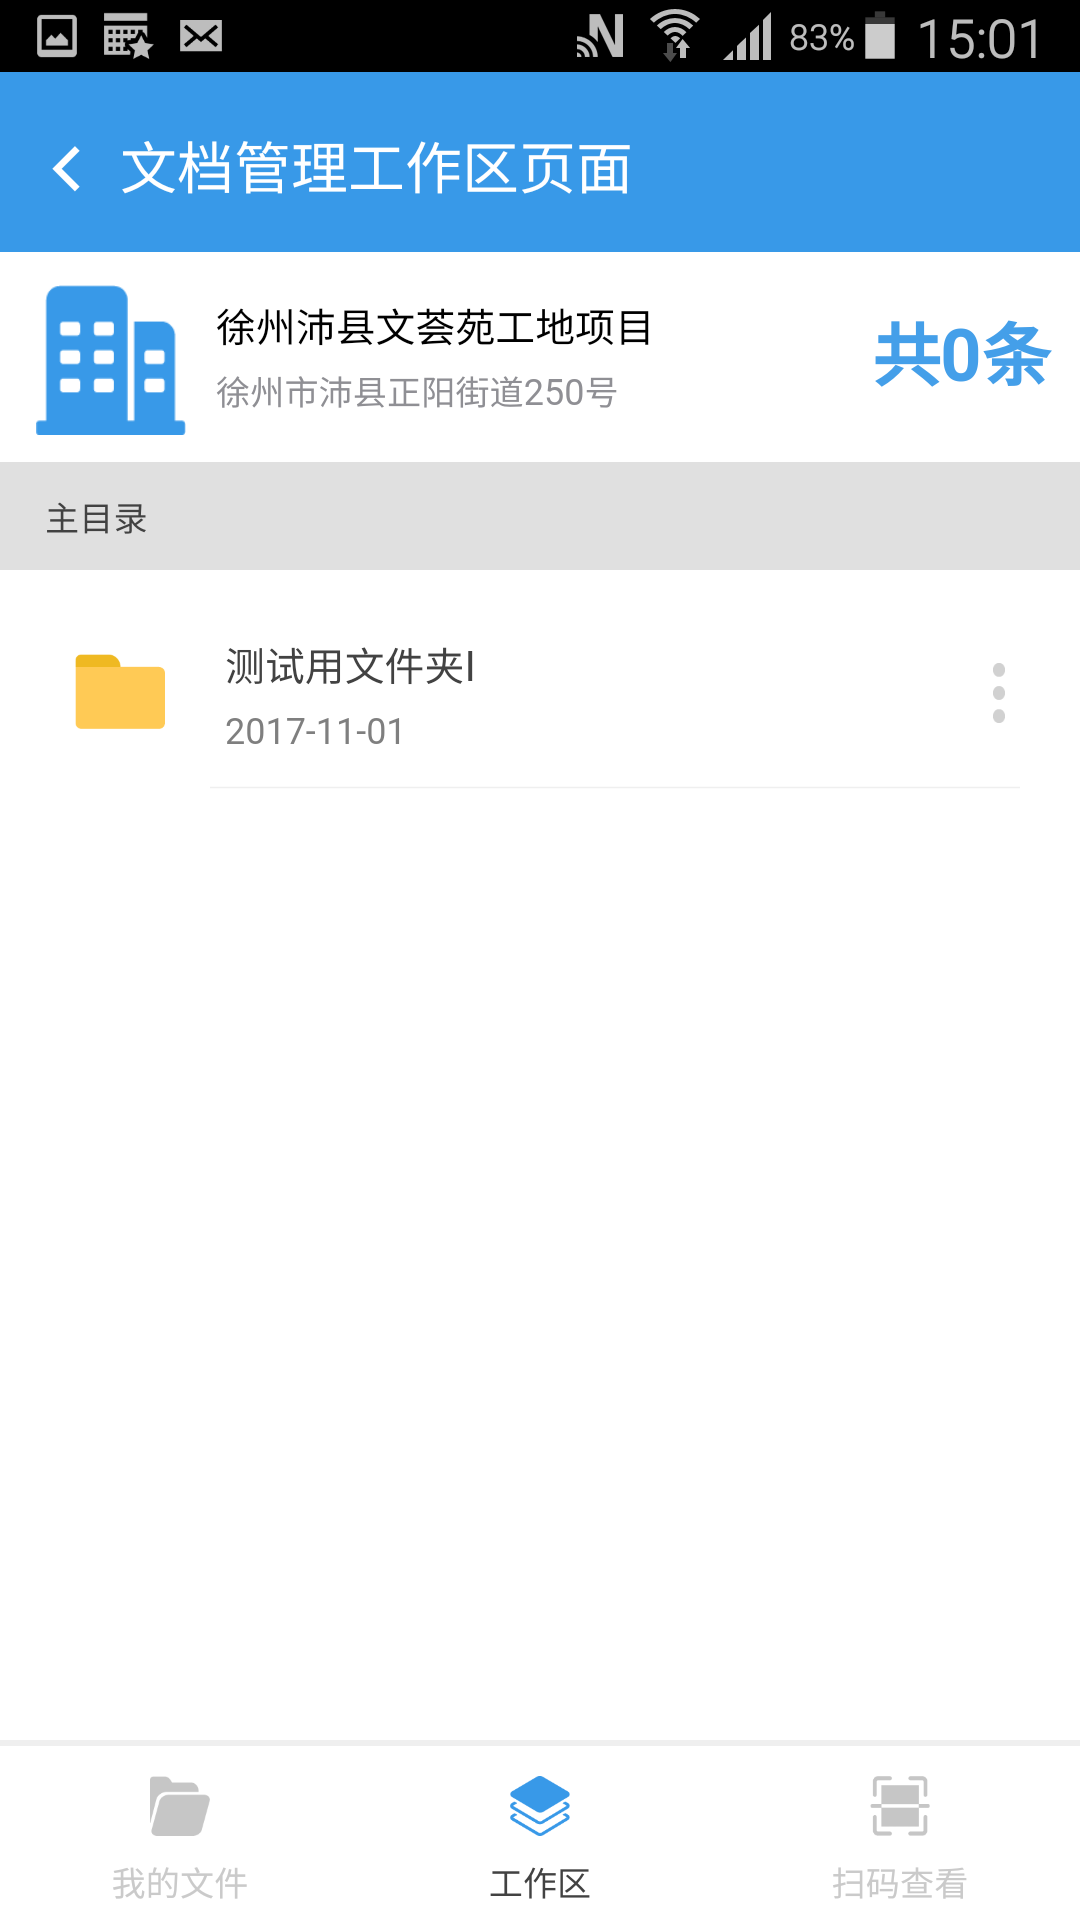 83% 15:01
文档管理工作区页面
徐州沛县文荟苑工地项目
徐州市沛县正阳街道250号
共0条
主目录
测试用文件夹I
2017-11-01
我的文件 工作区 扫码查看